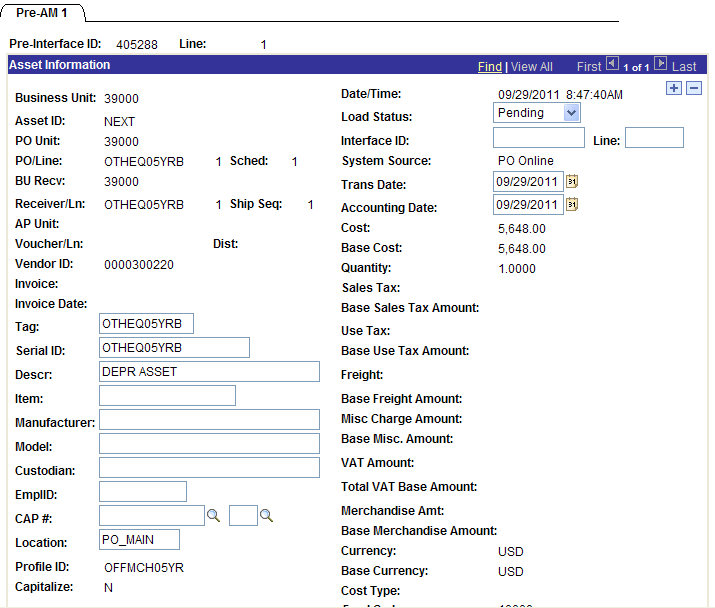 Pre-AM 1
Pre-Interface ID: 405288 Line: 1
Asset Information Find | View All First 1 of 1 Last
Business Unit: 39000
Asset ID: NEXT
PO Unit: 39000
PO/Line: OTHEQ05YRB 1 Sched: 1
BU Recv: 39000
Receiver/Ln: OTHEQ05YRB 1 Ship Seq: 1
AP Unit:
Voucher/Ln: Dist:
Vendor ID: 0000300220
Invoice:
Invoice Date:
Tag: OTHEQ05YRB
Serial ID: OTHEQ05YRB
Descr: DEPR ASSET
Item:
Manufacturer:
Model:
Custodian:
EmplID:
CAP #:
Location: PO_MAIN
Profile ID: OFFMCH05YR
Capitalize: N
Date/Time: 09/29/2011 8:47:40AM
Load Status: Pending
Interface ID: Line:
System Source: PO Online
Trans Date: 09/29/2011
Accounting Date: 09/29/2011
Cost: 5,648.00
Base Cost: 5,648.00
Quantity: 1.0000
Sales Tax:
Base Sales Tax Amount:
Use Tax:
Base Use Tax Amount:
Freight:
Base Freight Amount:
Misc Charge Amount:
Base Misc. Amount:
VAT Amount:
Total VAT Base Amount:
Merchandise Amt:
Base Merchandise Amount:
Currency: USD
Base Currency: USD
Cost Type: